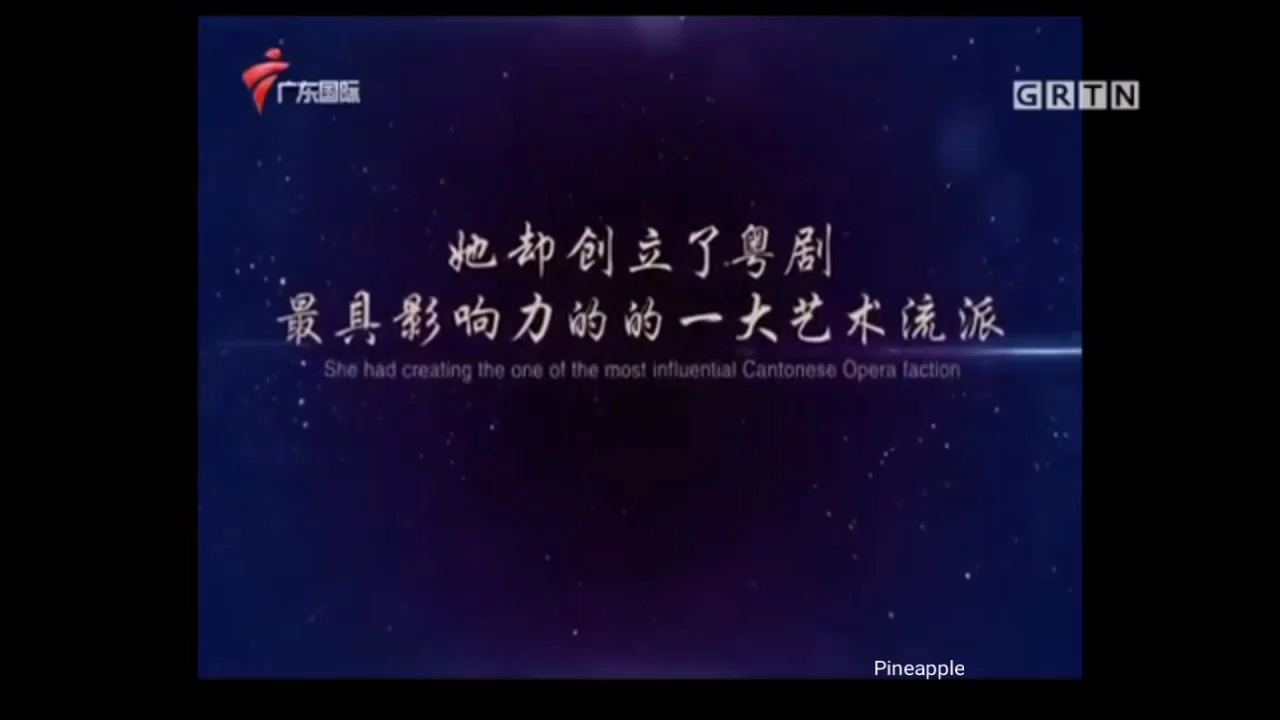 广东国际
GRTN
她却创立了粤剧
最具影响力的的一大艺术流派
She had creating the one of the most influential Cantonese Opera faction
Pineapple